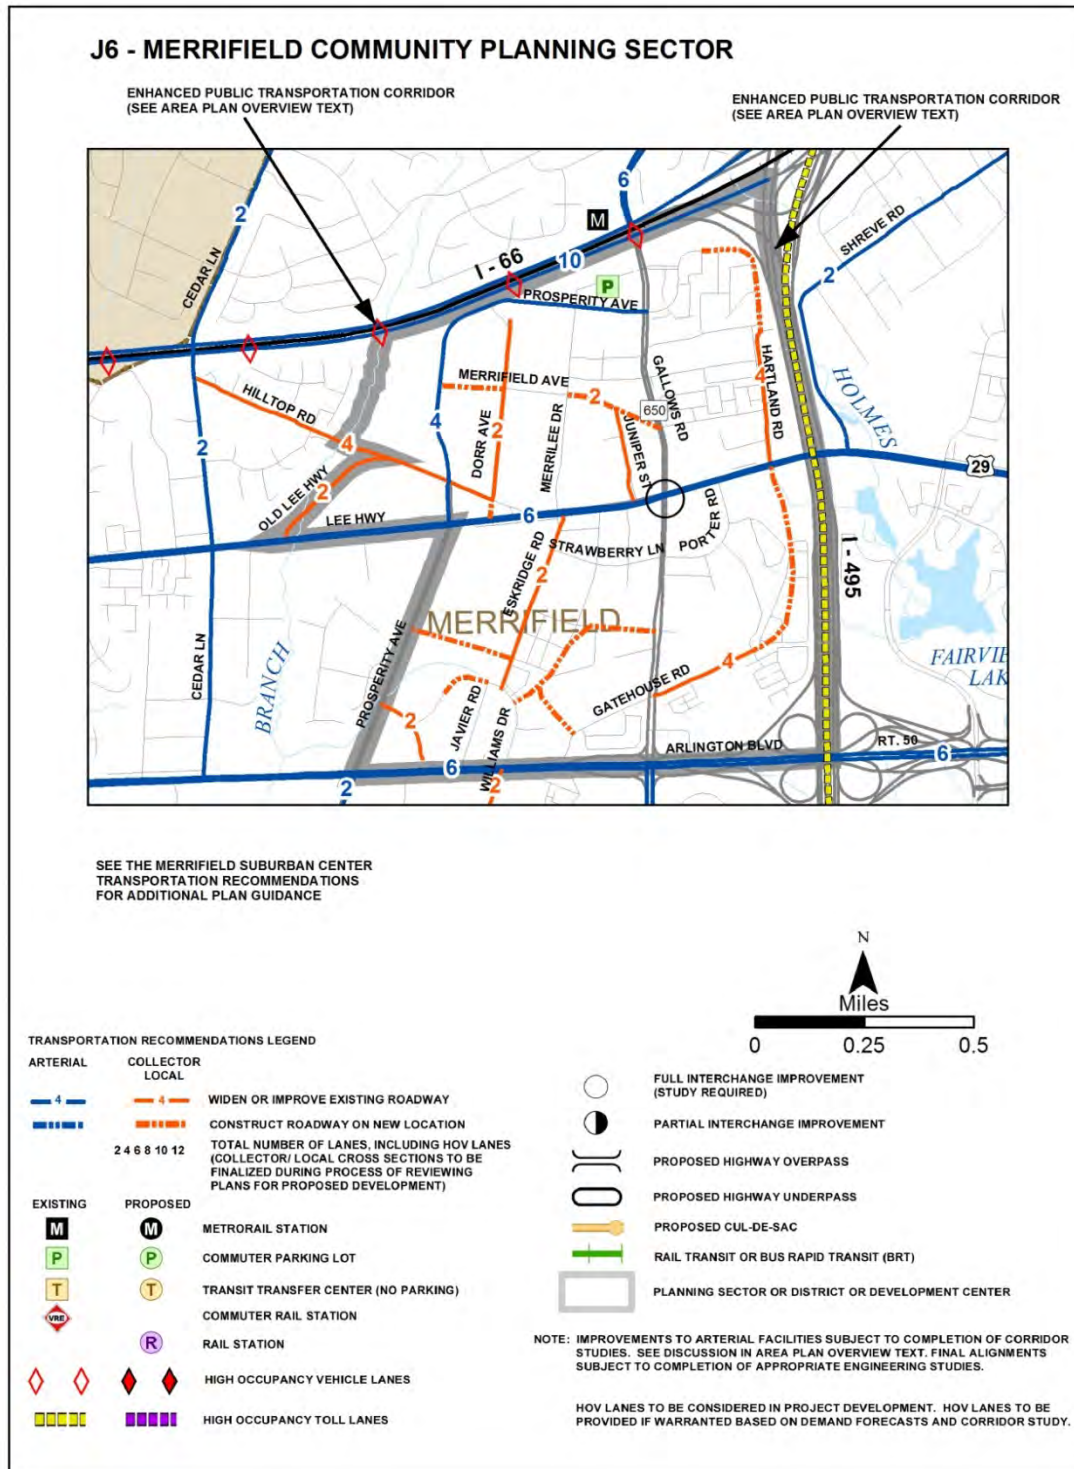 J6 - MERRIFIELD COMMUNITY PLANNING SECTOR
ENHANCED PUBLIC TRANSPORTATION CORRIDOR
(SEE AREA PLAN OVERVIEW TEXT)
ENHANCED PUBLIC TRANSPORTATION CORRIDOR
(SEE AREA PLAN OVERVIEW TEXT)
6
2
M
SHREVE RD
CEDAR LN
I - 66
10
P
2
PROSPERITY AVE
HILLTOP RD
MERRIFIELD AVE
GALLOWS RD
HARTLAND RD
4
HOLMES
2
650
4
2
DORR AVE
2
MERRILEE DR
JUNIPER ST
4
29
OLD LEE HWY
2
LEE HWY
6
PORTER RD
STRAWBERRY LN
I - 495
ESKRIDGE RD
2
MERRIFIELD
CEDAR LN
BRANCH
PROSPERITY AVE
FAIRVIE
LAK
4
GATEHOUSE RD
JAVIER RD
2
WILLIAMS DR
ARLINGTON BLVD
RT. 50
6
6
2
2
SEE THE MERRIFIELD SUBURBAN CENTER
TRANSPORTATION RECOMMENDATIONS
FOR ADDITIONAL PLAN GUIDANCE
N
Miles
0 0.25 0.5
TRANSPORTATION RECOMMENDATIONS LEGEND
ARTERIAL COLLECTOR
LOCAL
4 4 WIDEN OR IMPROVE EXISTING ROADWAY
CONSTRUCT ROADWAY ON NEW LOCATION
2 4 6 8 10 12 TOTAL NUMBER OF LANES, INCLUDING HOV LANES
(COLLECTOR/ LOCAL CROSS SECTIONS TO BE
FINALIZED DURING PROCESS OF REVIEWING
PLANS FOR PROPOSED DEVELOPMENT)
EXISTING PROPOSED
M M METRORAIL STATION
P P COMMUTER PARKING LOT
T T TRANSIT TRANSFER CENTER (NO PARKING)
VRE COMMUTER RAIL STATION
R RAIL STATION
HIGH OCCUPANCY VEHICLE LANES
HIGH OCCUPANCY TOLL LANES
FULL INTERCHANGE IMPROVEMENT
(STUDY REQUIRED)
PARTIAL INTERCHANGE IMPROVEMENT
PROPOSED HIGHWAY OVERPASS
PROPOSED HIGHWAY UNDERPASS
PROPOSED CUL-DE-SAC
RAIL TRANSIT OR BUS RAPID TRANSIT (BRT)
PLANNING SECTOR OR DISTRICT OR DEVELOPMENT CENTER
NOTE: IMPROVEMENTS TO ARTERIAL FACILITIES SUBJECT TO COMPLETION OF CORRIDOR
STUDIES. SEE DISCUSSION IN AREA PLAN OVERVIEW TEXT. FINAL ALIGNMENTS
SUBJECT TO COMPLETION OF APPROPRIATE ENGINEERING STUDIES.
HOV LANES TO BE CONSIDERED IN PROJECT DEVELOPMENT. HOV LANES TO BE
PROVIDED IF WARRANTED BASED ON DEMAND FORECASTS AND CORRIDOR STUDY.